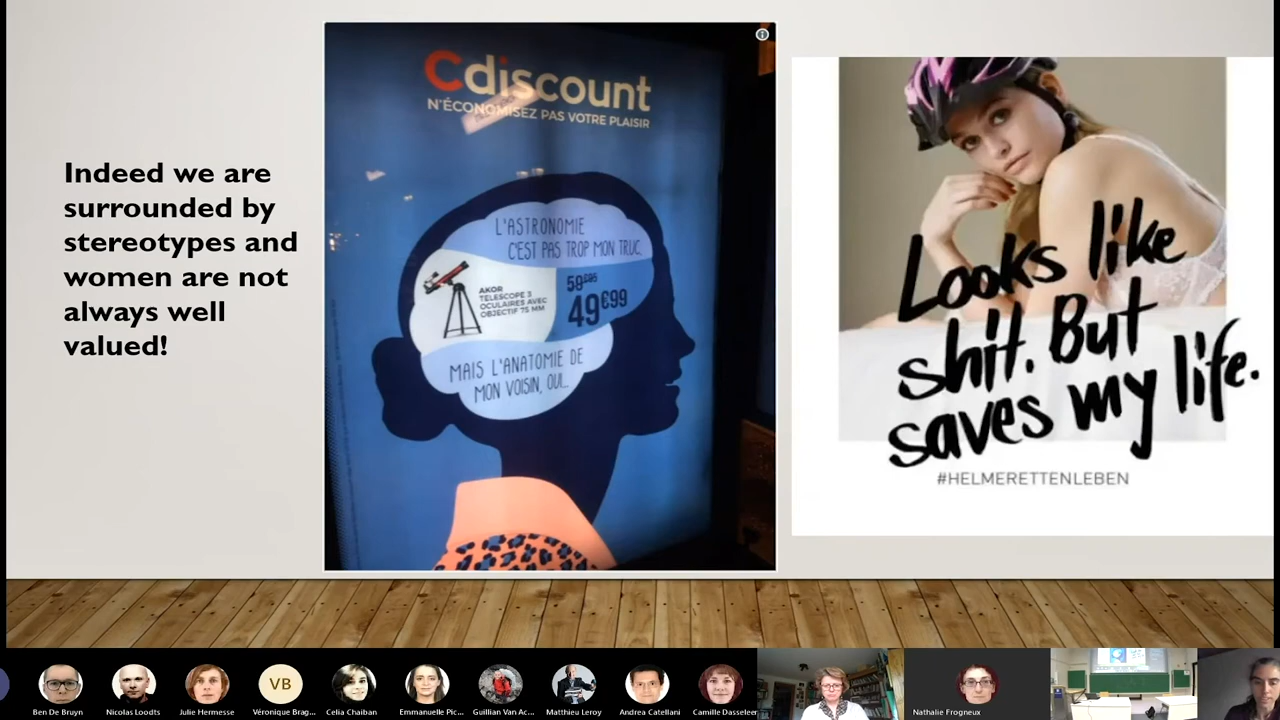 Indeed we are
surrounded by
stereotypes and
women are not
always well
valued!
Cdiscount
N'ÉCONOMISEZ PAS VOTRE PLAISIR
L'ASTRONOMIE
C'EST PAS TROP MON TRUC,
AKOR
TELESCOPE 3
OCULAIRES AVEC
OBJECTIF 75 MM
58€85
49€99
MAIS L'ANATOMIE DE
MON VOISIN, OUI...
Looks like
shit. But
saves my life.
#HELMERETTENLEBEN
VB
Ben De Bruyn
Nicolas Loodts
Julie Hermesse
Véronique Brag...
Celia Chaiban
Emmanuelle Pic...
Guillian Van Ac...
Matthieu Leroy
Andrea Catellani
Camille Dasseleer
Nathalie Frogneux